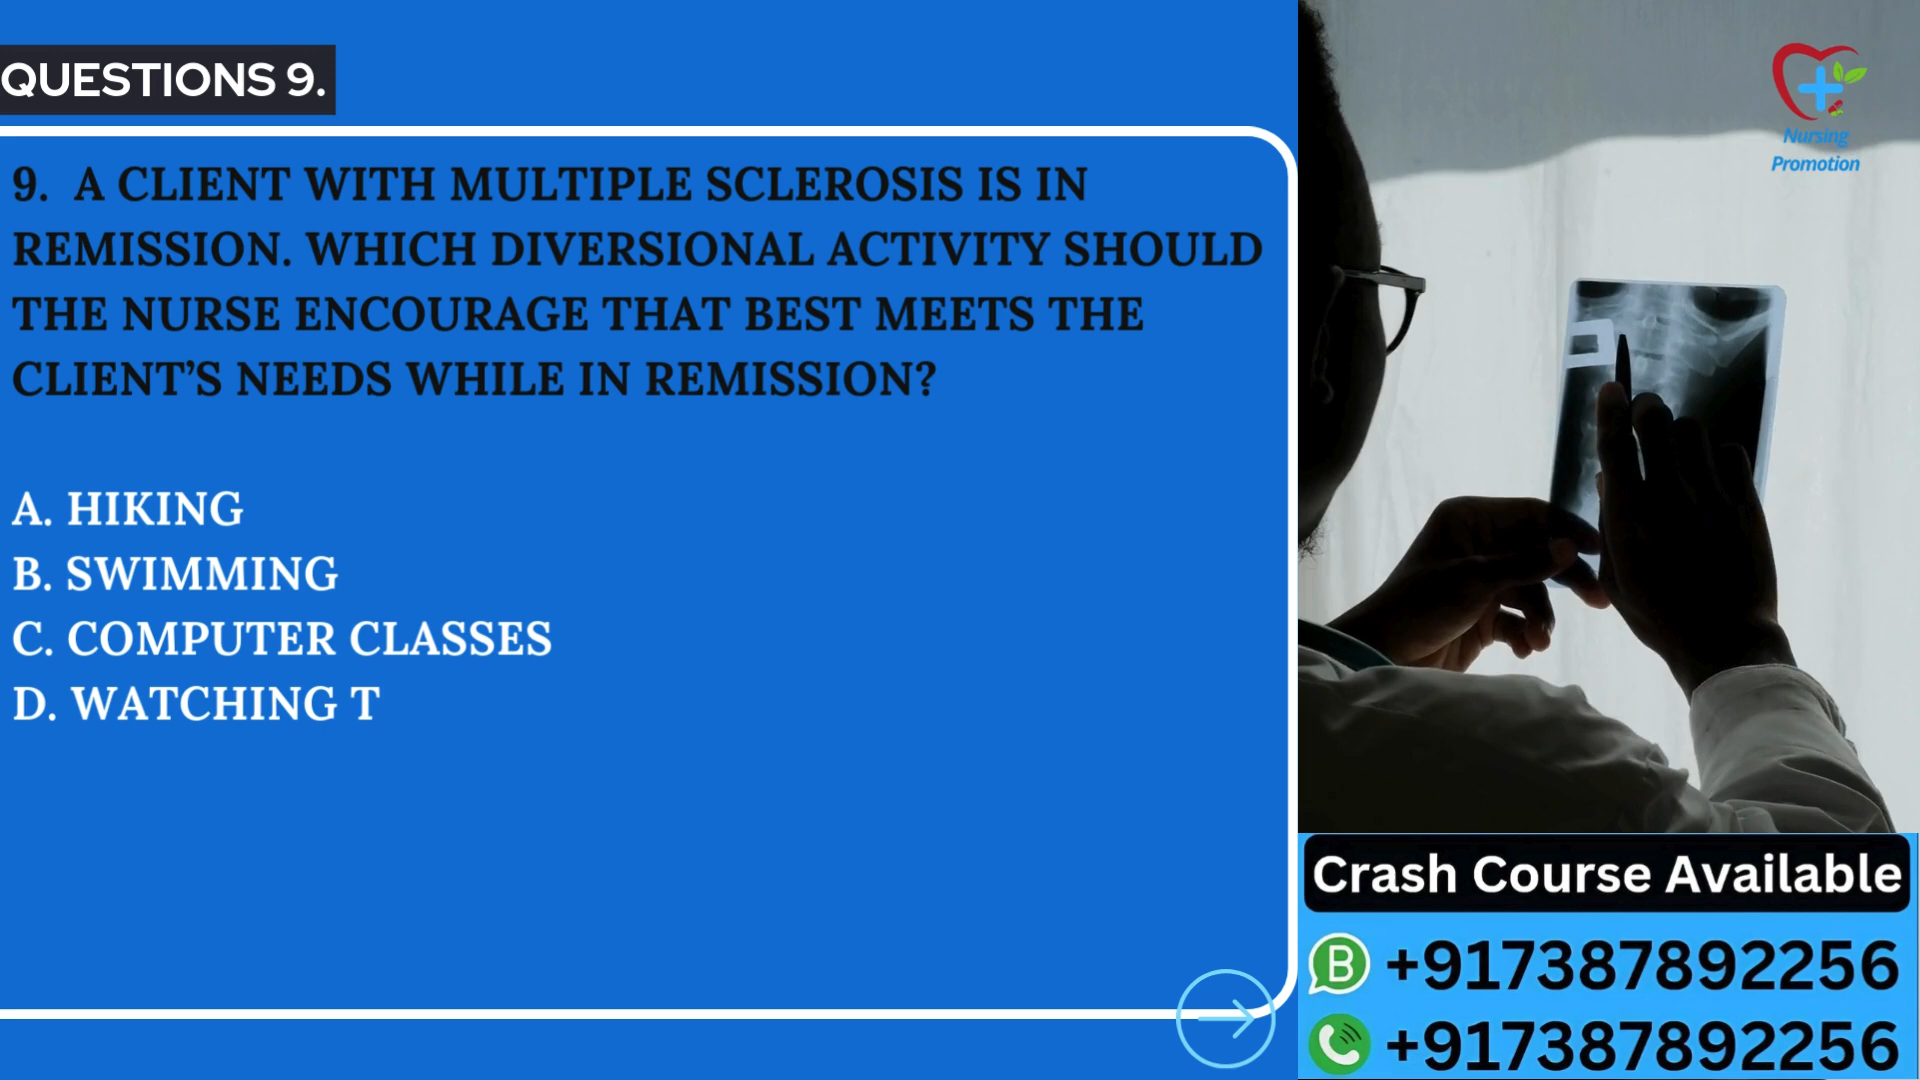 QUESTIONS 9.
9. A CLIENT WITH MULTIPLE SCLEROSIS IS IN
REMISSION. WHICH DIVERSIONAL ACTIVITY SHOULD
THE NURSE ENCOURAGE THAT BEST MEETS THE
CLIENT’S NEEDS WHILE IN REMISSION?
A. HIKING
B. SWIMMING
C. COMPUTER CLASSES
D. WATCHING T
Nursing
Promotion
Crash Course Available
B +917387892256
+917387892256